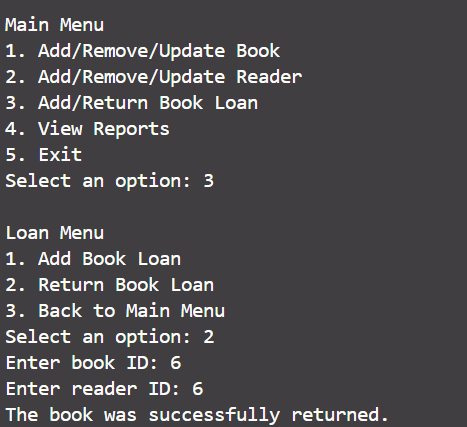 Main Menu
1. Add/Remove/Update Book
2. Add/Remove/Update Reader
3. Add/Return Book Loan
4. View Reports
5. Exit
Select an option: 3
Loan Menu
1. Add Book Loan
2. Return Book Loan
3. Back to Main Menu
Select an option: 2
Enter book ID: 6
Enter reader ID: 6
The book was successfully returned.